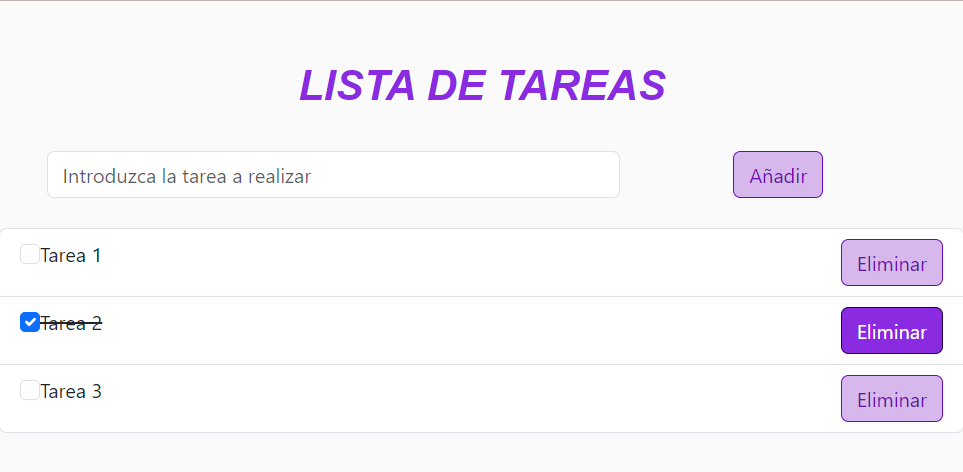 LISTA DE TAREAS
Introduzca la tarea a realizar Añadir
Tarea 1 Eliminar
Tarea 2 Eliminar
Tarea 3 Eliminar